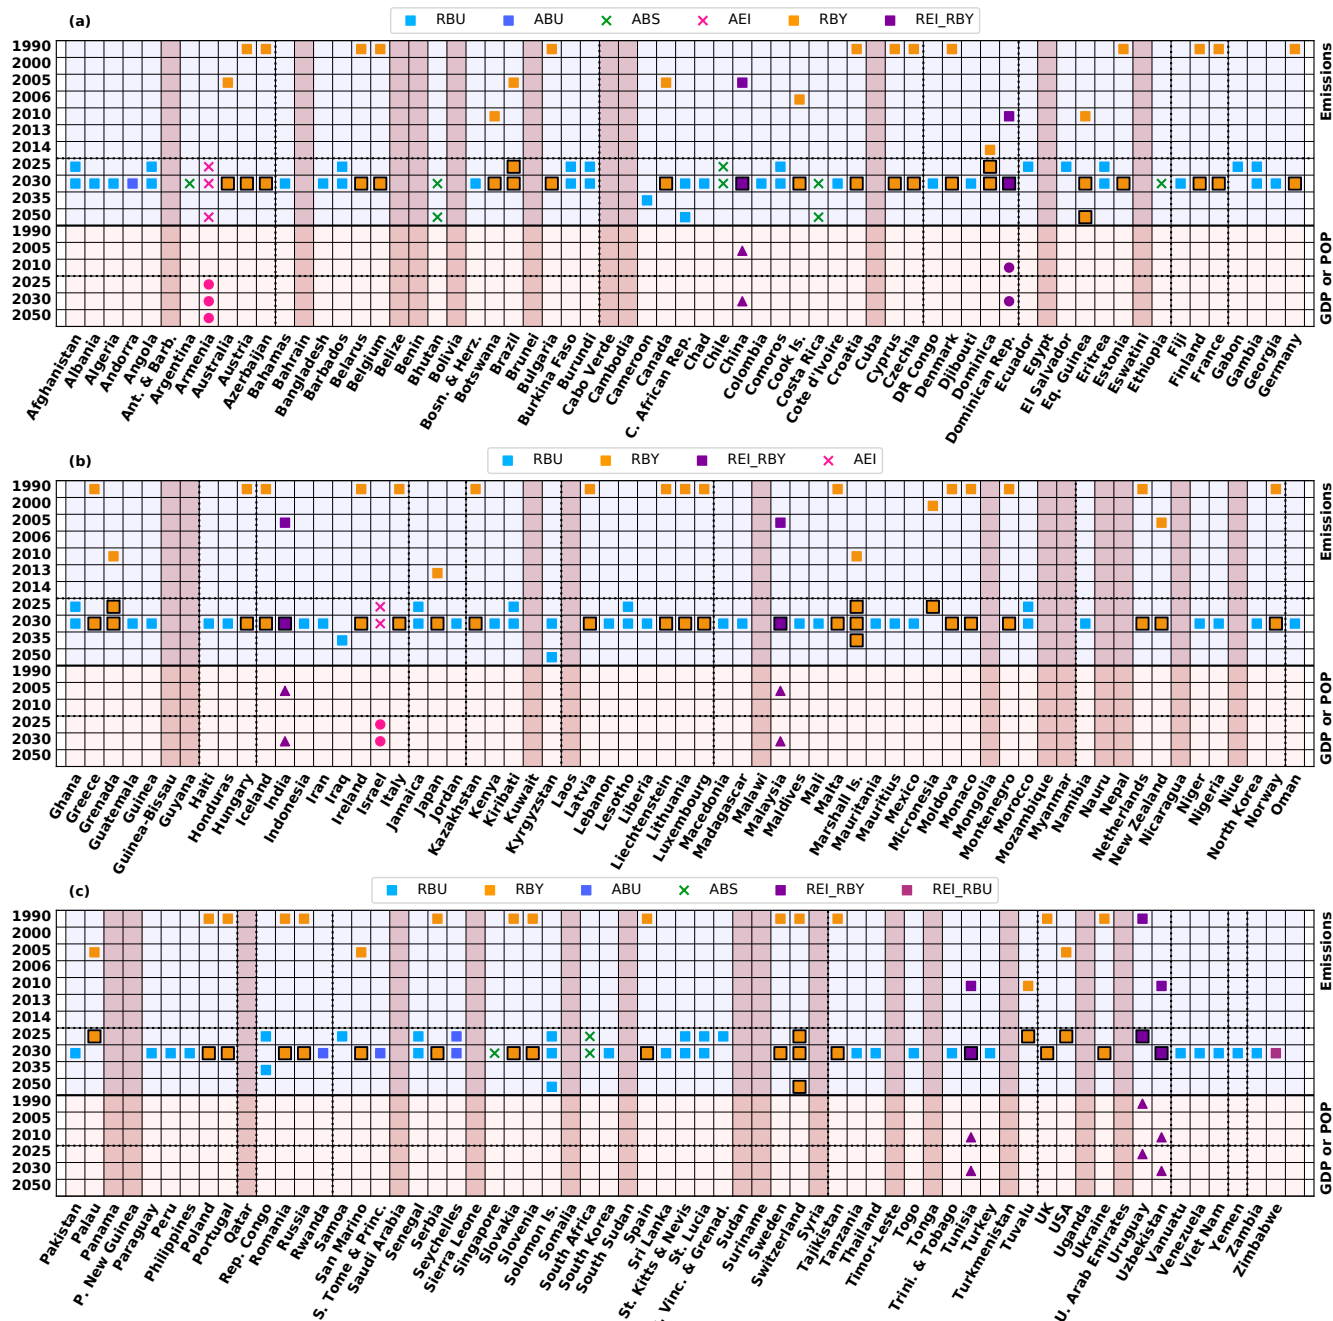 (a)
RBU ABU ABS AEI RBY REI_RBY
1990
2000
2005
2006
2010
2013
2014
2025
2030
2035
2050
1990
2005
2010
2025
2030
2050
Emissions
GDP or POP
Afghanistan
Albania
Algeria
Andorra
Angola
Ant. & Barb.
Argentina
Armenia
Australia
Austria
Azerbaijan
Bahamas
Bahrain
Bangladesh
Barbados
Belarus
Belgium
Belize
Benin
Bhutan
Bolivia
Bosn. & Herz.
Botswana
Brazil
Brunei
Bulgaria
Burkina Faso
Burundi
Cabo Verde
Cambodia
Cameroon
Canada
C. African Rep.
Chad
Chile
China
Colombia
Comoros
Cook Is.
Costa Rica
Cote d'Ivoire
Croatia
Cuba
Cyprus
Czechia
DR Congo
Denmark
Djibouti
Dominica
Dominican Rep.
Ecuador
Egypt
El Salvador
Eq. Guinea
Eritrea
Estonia
Eswatini
Ethiopia
Fiji
Finland
France
Gabon
Gambia
Georgia
Germany
(b)
RBU RBY REI_RBY AEI
1990
2000
2005
2006
2010
2013
2014
2025
2030
2035
2050
1990
2005
2010
2025
2030
2050
Emissions
GDP or POP
Ghana
Greece
Grenada
Guatemala
Guinea
Guinea-Bissau
Guyana
Haiti
Honduras
Hungary
Iceland
India
Indonesia
Iran
Iraq
Ireland
Israel
Italy
Jamaica
Japan
Jordan
Kazakhstan
Kenya
Kiribati
Kuwait
Kyrgyzstan
Laos
Latvia
Lebanon
Lesotho
Liberia
Liechtenstein
Lithuania
Luxembourg
Macedonia
Madagascar
Malawi
Malaysia
Maldives
Mali
Malta
Marshall Is.
Mauritania
Mauritius
Mexico
Micronesia
Moldova
Monaco
Mongolia
Montenegro
Morocco
Mozambique
Myanmar
Namibia
Nauru
Nepal
Netherlands
New Zealand
Nicaragua
Niger
Nigeria
Niue
North Korea
Norway
Oman
(c)
RBU RBY ABU ABS REI_RBY REI_RBU
1990
2000
2005
2006
2010
2013
2014
2025
2030
2035
2050
1990
2005
2010
2025
2030
2050
Emissions
GDP or POP
Pakistan
Palau
Panama
P. New Guinea
Paraguay
Peru
Philippines
Poland
Portugal
Qatar
Rep. Congo
Romania
Russia
Rwanda
Samoa
San Marino
S. Tome & Princ.
Saudi Arabia
Senegal
Serbia
Seychelles
Sierra Leone
Singapore
Slovakia
Slovenia
Solomon Is.
Somalia
South Africa
South Korea
South Sudan
Spain
Sri Lanka
St. Kitts & Nevis
St. Lucia
Vinc. & Grenad.
Sudan
Suriname
Sweden
Switzerland
Syria
Tajikistan
Tanzania
Thailand
Timor-Leste
Togo
Tonga
Trini. & Tobago
Tunisia
Turkey
Turkmenistan
Tuvalu
UK
USA
Uganda
Ukraine
U. Arab Emirates
Uruguay
Uzbekistan
Vanuatu
Venezuela
Viet Nam
Yemen
Zambia
Zimbabwe